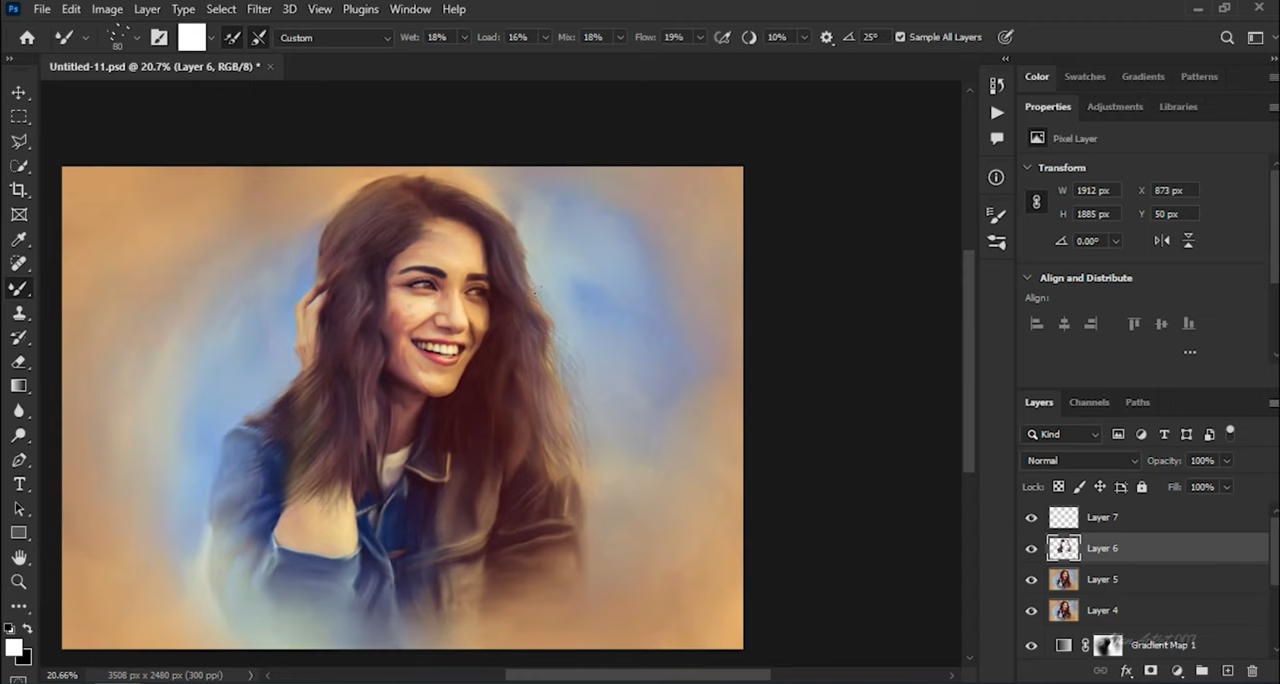 Ps File Edit Image Layer Type Select Filter 3D View Plugins Window Help
80 Custom Wet: 18% Load: 16% Mix: 18% Flow: 19% 10% 25° Sample All Layers
Untitled-11.psd @ 20.7% (Layer 6, RGB/8) *
Color Swatches Gradients Patterns
Properties Adjustments Libraries
Pixel Layer
Transform
W 1912 px X 873 px
H 1885 px Y 50 px
0.00°
Align and Distribute
Align:
Layers Channels Paths
Kind
Normal Opacity: 100%
Lock: Fill: 100%
Layer 7
Layer 6
Layer 5
Layer 4
Gradient Map 1
20.66% 3508 px x 2480 px (300 ppi)